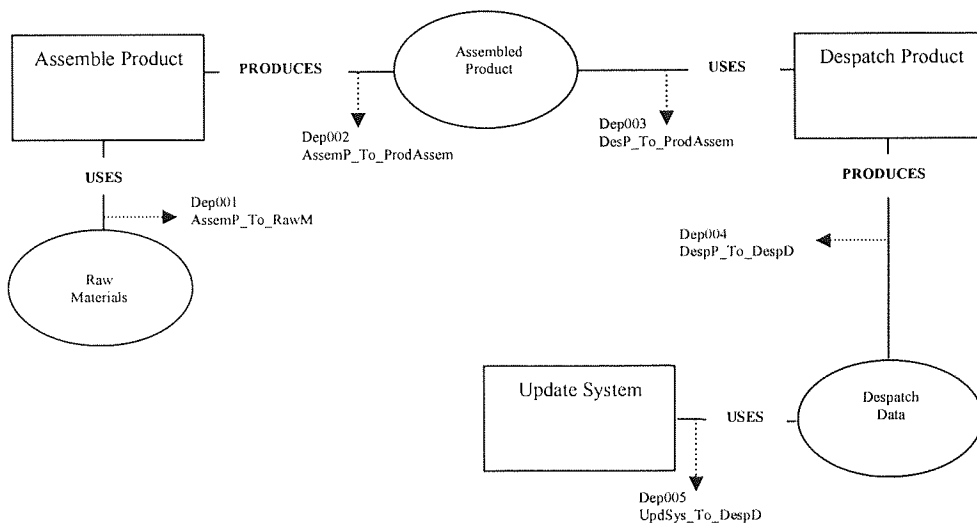 Assemble Product
PRODUCES
Assembled
Product
USES
Despatch Product
Dep002
AssemP_To_ProdAssem
Dep003
DesP_To_ProdAssem
USES
PRODUCES
Dep001
AssemP_To_RawM
Dep004
DespP_To_DespD
Raw
Materials
Update System
USES
Despatch
Data
Dep005
UpdSys_To_DespD